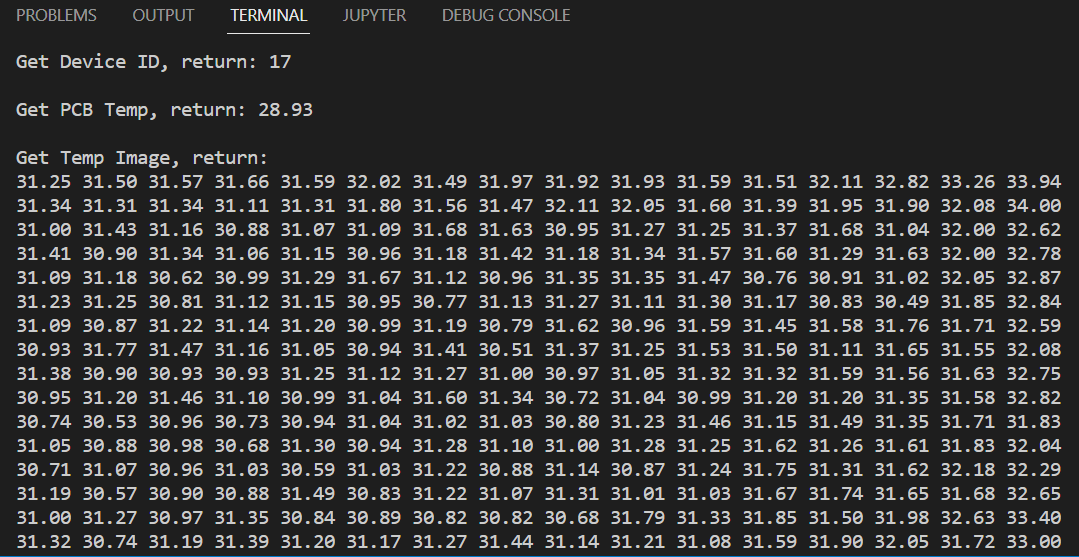 PROBLEMS OUTPUT TERMINAL JUPYTER DEBUG CONSOLE
Get Device ID, return: 17
Get PCB Temp, return: 28.93
Get Temp Image, return:
31.25 31.50 31.57 31.66 31.59 32.02 31.49 31.97 31.92 31.93 31.59 31.51 32.11 32.82 33.26 33.94
31.34 31.31 31.34 31.11 31.31 31.80 31.56 31.47 32.11 32.05 31.60 31.39 31.95 31.90 32.08 34.00
31.00 31.43 31.16 30.88 31.07 31.09 31.68 31.63 30.95 31.27 31.25 31.37 31.68 31.04 32.00 32.62
31.41 30.90 31.34 31.06 31.15 30.96 31.18 31.42 31.18 31.34 31.57 31.60 31.29 31.63 32.00 32.78
31.09 31.18 30.62 30.99 31.29 31.67 31.12 30.96 31.35 31.35 31.47 30.76 30.91 31.02 32.05 32.87
31.23 31.25 30.81 31.12 31.15 30.95 30.77 31.13 31.27 31.11 31.30 31.17 30.83 30.49 31.85 32.84
31.09 30.87 31.22 31.14 31.20 30.99 31.19 30.79 31.62 30.96 31.59 31.45 31.58 31.76 31.71 32.59
30.93 31.77 31.47 31.16 31.05 30.94 31.41 30.51 31.37 31.25 31.53 31.50 31.11 31.65 31.55 32.08
31.38 30.90 30.93 30.93 31.25 31.12 31.27 31.00 30.97 31.05 31.32 31.32 31.59 31.56 31.63 32.75
30.95 31.20 31.46 31.10 30.99 31.04 31.60 31.34 30.72 31.04 30.99 31.20 31.20 31.35 31.58 32.82
30.74 30.53 30.96 30.73 30.94 31.04 31.02 31.03 30.80 31.23 31.46 31.15 31.49 31.35 31.71 31.83
31.05 30.88 30.98 30.68 31.30 30.94 31.28 31.10 31.00 31.28 31.25 31.62 31.26 31.61 31.83 32.04
30.71 31.07 30.96 31.03 30.59 31.03 31.22 30.88 31.14 30.87 31.24 31.75 31.31 31.62 32.18 32.29
31.19 30.57 30.90 30.88 31.49 30.83 31.22 31.07 31.31 31.01 31.03 31.67 31.74 31.65 31.68 32.65
31.00 31.27 30.97 31.35 30.84 30.89 30.82 30.82 30.68 31.79 31.33 31.85 31.50 31.98 32.63 33.40
31.32 30.74 31.19 31.39 31.20 31.17 31.27 31.44 31.14 31.21 31.08 31.59 31.90 32.05 31.72 33.00